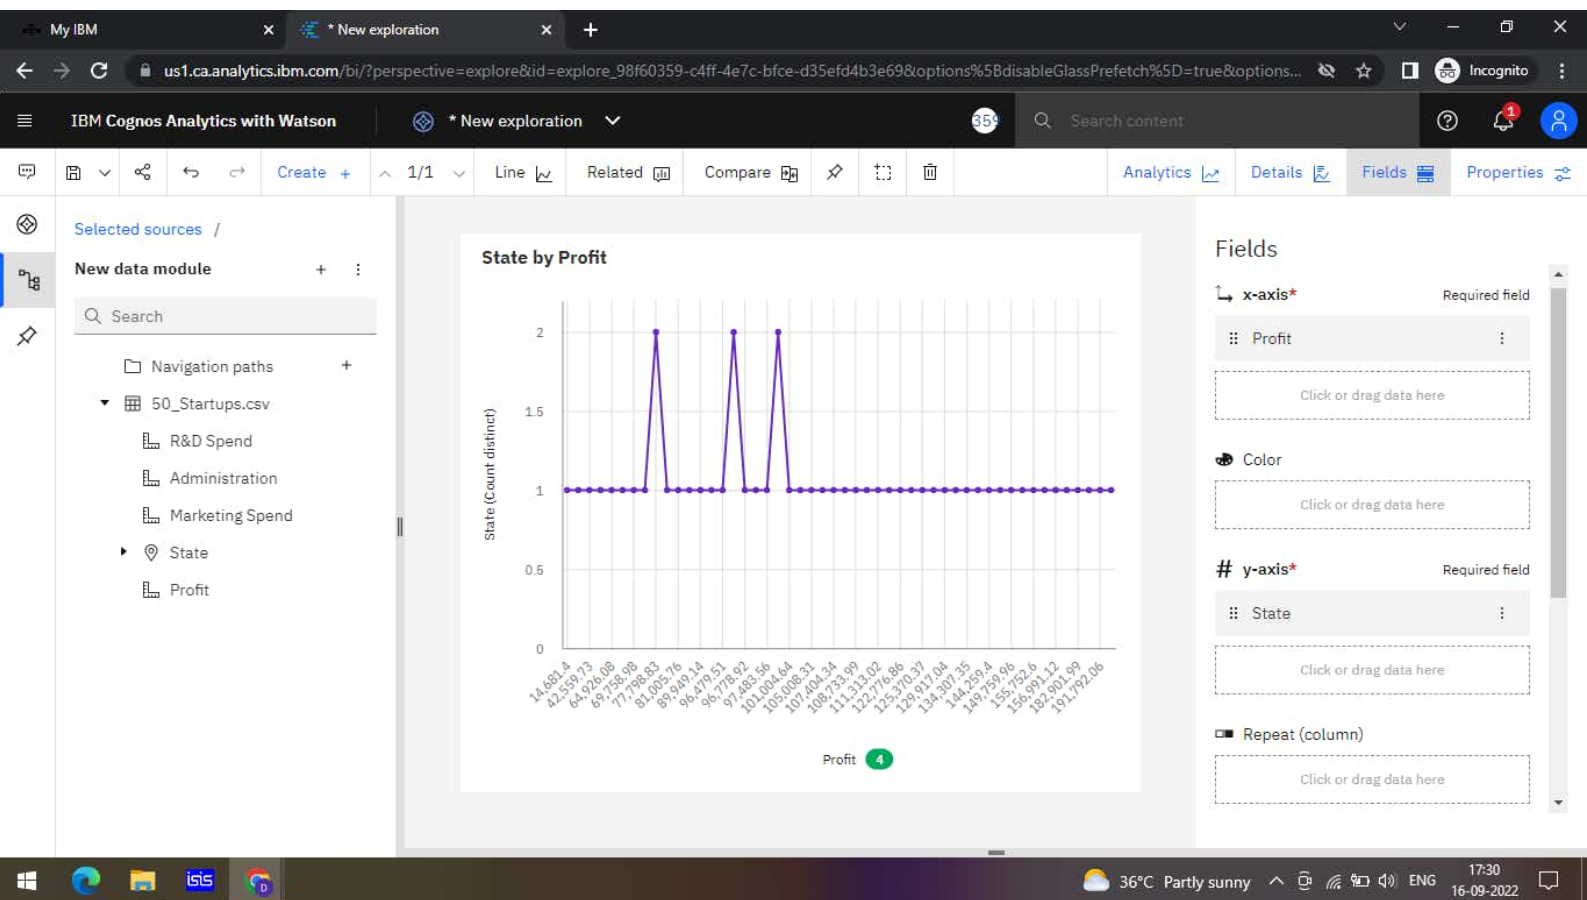 My IBM
* New exploration
us1.ca.analytics.ibm.com/bi/?perspective=explore&id=explore_98f60359-c4ff-4e7c-bfce-d35efd4b3e69&options%5BdisableGlassPrefetch%5D=true&options...
Incognito
IBM Cognos Analytics with Watson
* New exploration
359
Search content
1
Create
1/1
Line
Related
Compare
Analytics
Details
Fields
Properties
Selected sources /
New data module
Search
Navigation paths
50_Startups.csv
R&D Spend
Administration
Marketing Spend
State
Profit
State by Profit
State (Count distinct)
2
1.5
1
0.5
0
14,681.4
42,559.73
64,926.08
69,758.98
77,798.83
81,005.76
89,949.14
96,479.51
96,778.92
97,483.56
101,004.64
105,008.31
107,404.34
108,733.99
111,313.02
122,776.86
125,370.37
129,917.04
134,307.35
144,259.4
149,759.96
155,752.6
156,991.12
182,901.99
191,792.06
Profit 4
Fields
x-axis* Required field
Profit
Click or drag data here
Color
Click or drag data here
# y-axis* Required field
State
Click or drag data here
Repeat (column)
Click or drag data here
isis
D
36°C Partly sunny
ENG
17:30
16-09-2022